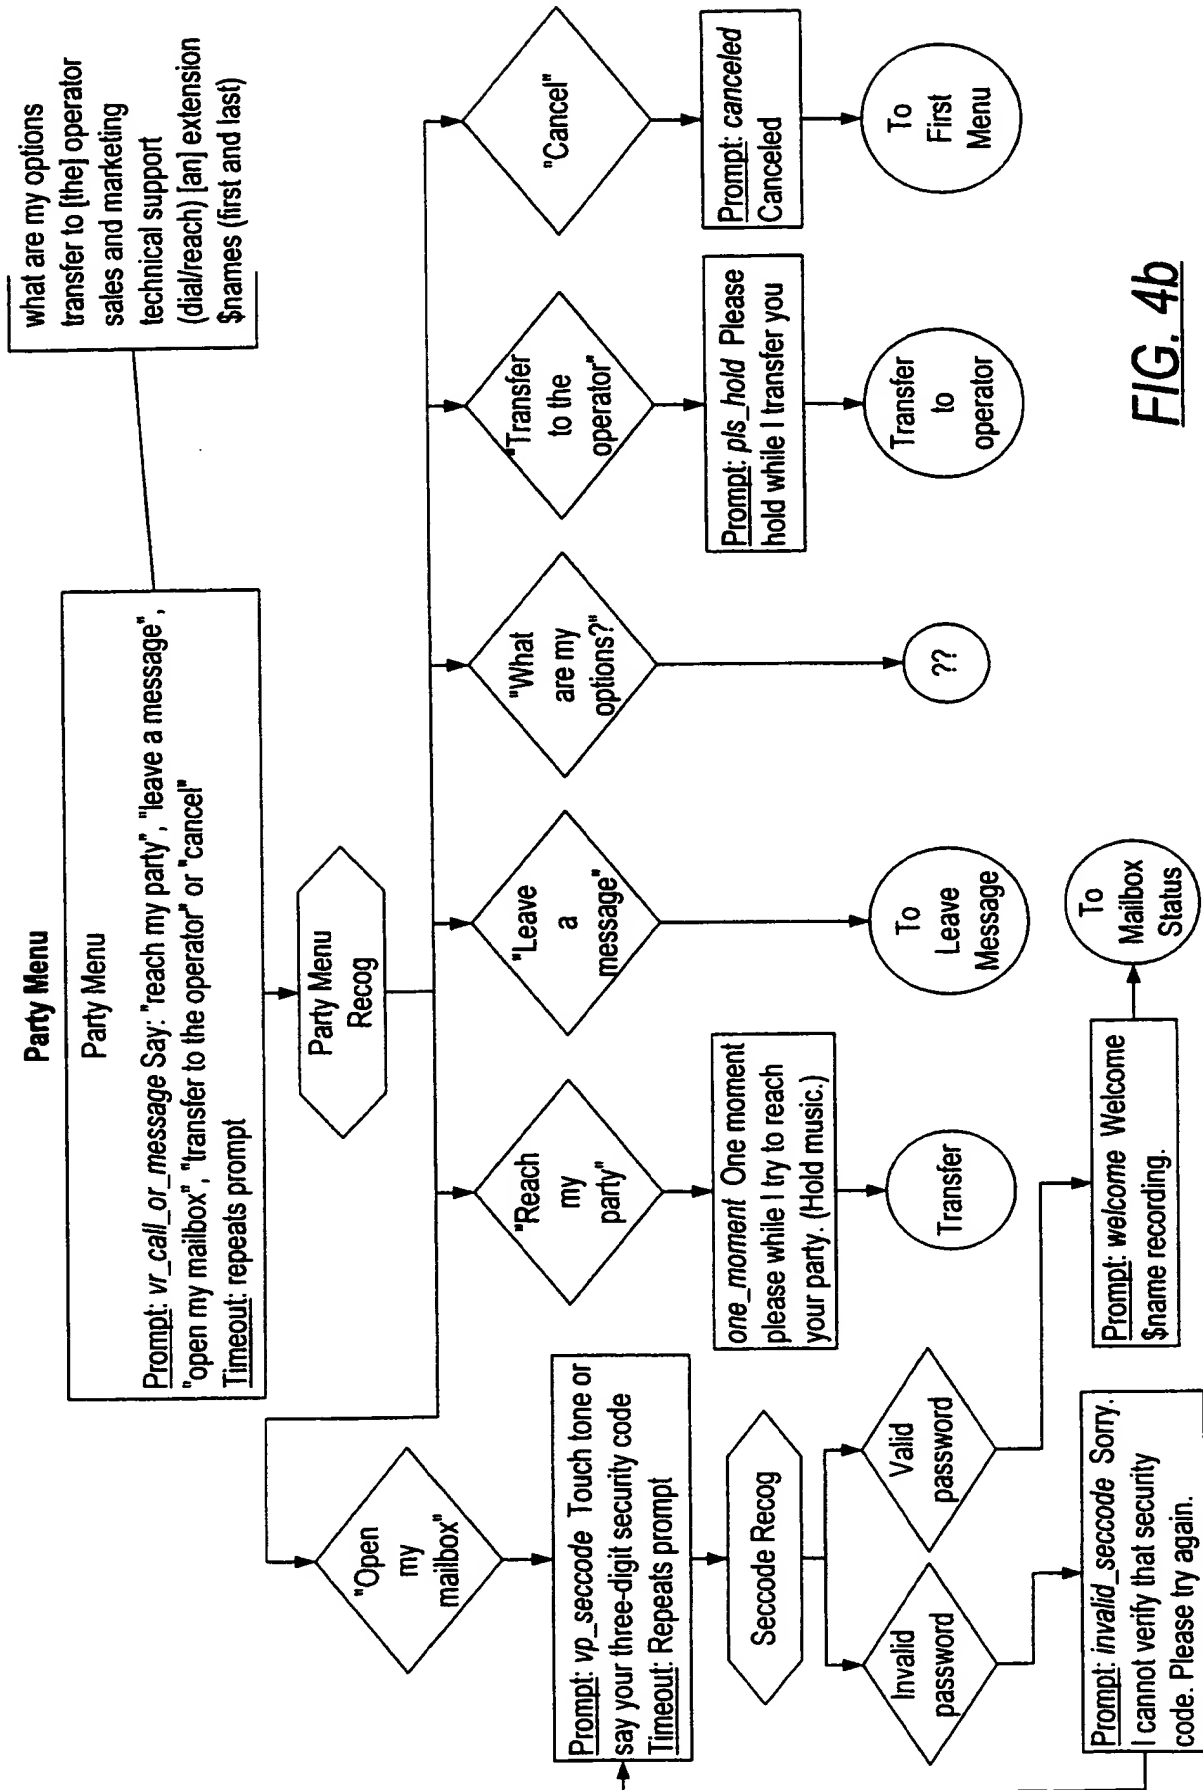 Party Menu
Party Menu
Prompt: vr_call_or_message Say: "reach my party", "leave a message",
"open my mailbox", "transfer to the operator" or "cancel"
Timeout: repeats prompt
what are my options
transfer to [the] operator
sales and marketing
technical support
(dial/reach) [an] extension
$names (first and last)
Party Menu
Recog
"Open
my
mailbox"
"Reach
my
party"
"Leave
a
message"
"What
are my
options?"
"Transfer
to the
operator"
"Cancel"
Prompt: vp_seccode Touch tone or
say your three-digit security code
Timeout: Repeats prompt
one_moment One moment
please while I try to reach
your party. (Hold music.)
Prompt: pls_hold Please
hold while I transfer you
Prompt: canceled
Canceled
Seccode Recog
Transfer
To
Leave
Message
??
Transfer
to
operator
To
First
Menu
Invalid
password
Valid
password
Prompt: invalid_seccode Sorry.
I cannot verify that security
code. Please try again.
Prompt: welcome Welcome
$name recording.
To
Mailbox
Status
FIG. 4b